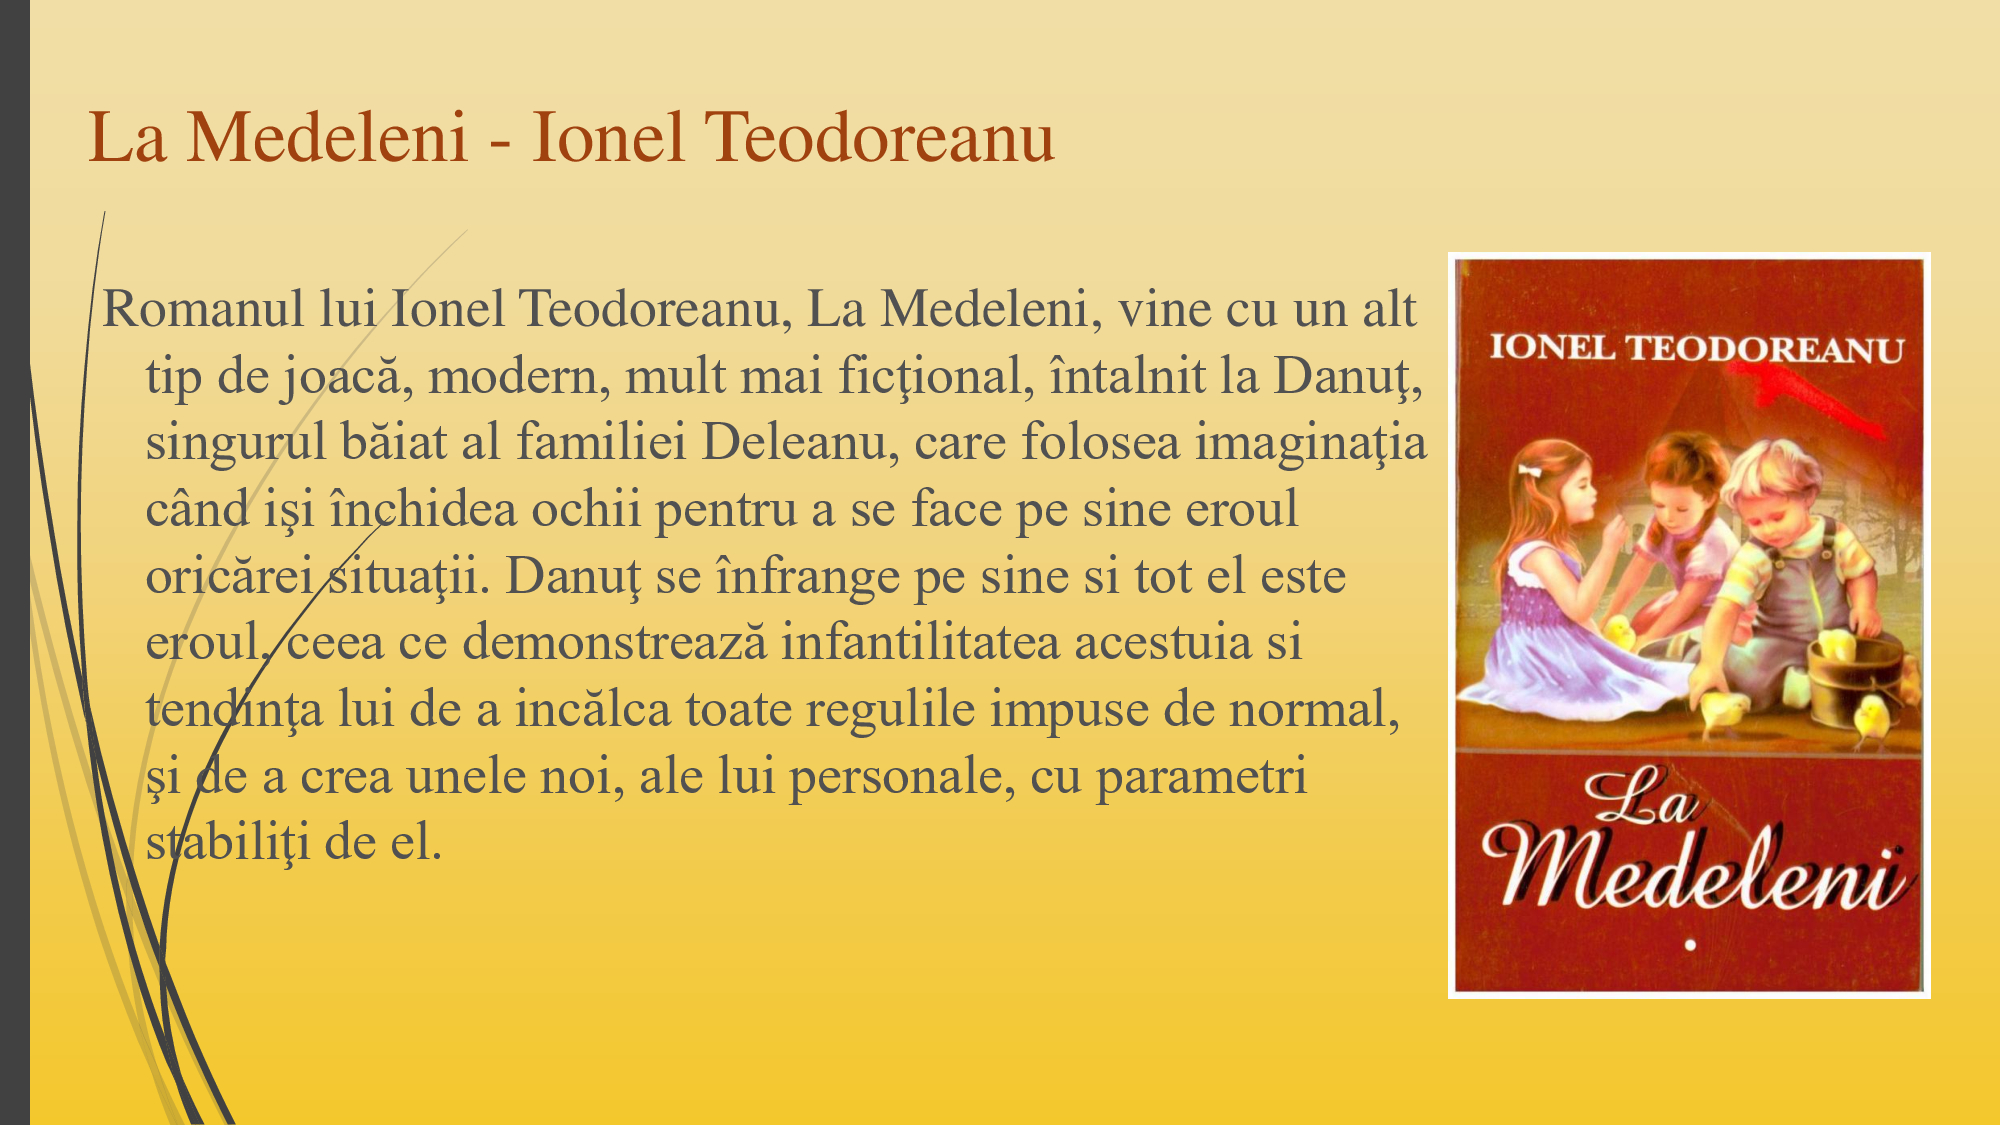 La Medeleni - Ionel Teodoreanu
Romanul lui Ionel Teodoreanu, La Medeleni, vine cu un alt
tip de joacă, modern, mult mai ficţional, întalnit la Danuţ,
singurul băiat al familiei Deleanu, care folosea imaginaţia
când işi închidea ochii pentru a se face pe sine eroul
oricărei situaţii. Danuţ se înfrange pe sine si tot el este
eroul, ceea ce demonstrează infantilitatea acestuia si
tendinţa lui de a incălca toate regulile impuse de normal,
şi de a crea unele noi, ale lui personale, cu parametri
stabiliţi de el.
IONEL TEODOREANU
La
Medeleni